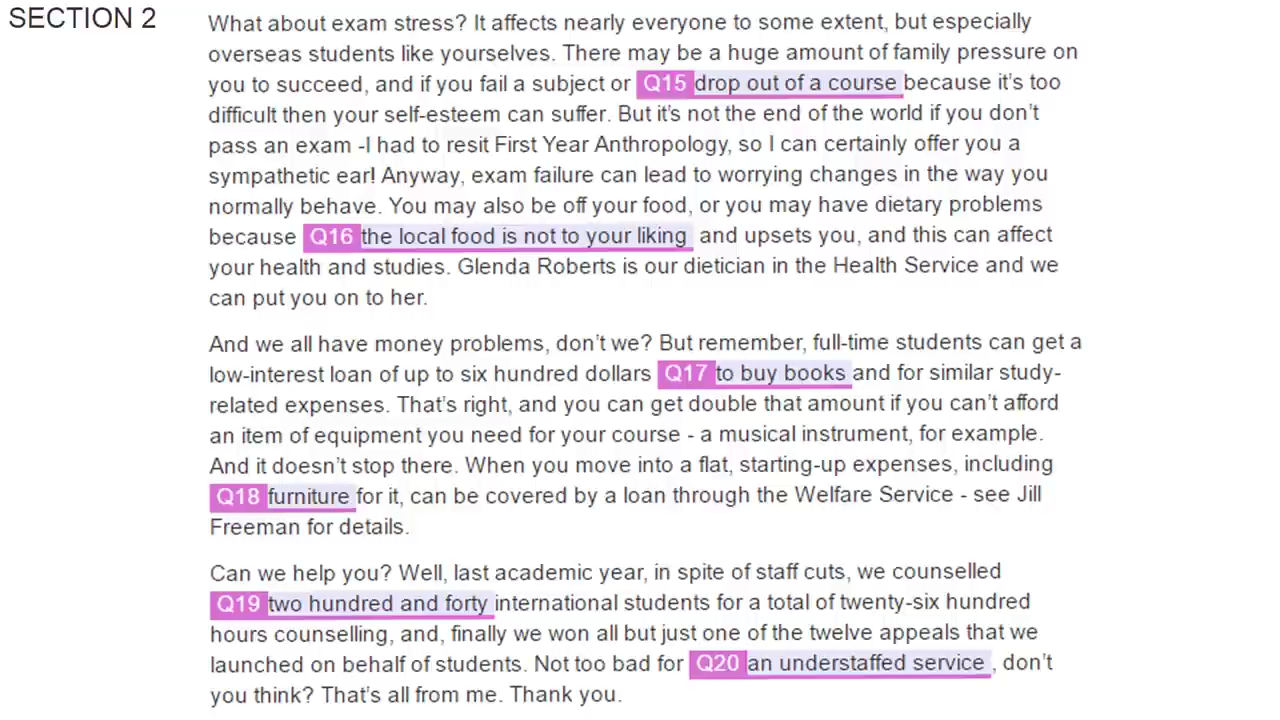 SECTION 2
What about exam stress? It affects nearly everyone to some extent, but especially
overseas students like yourselves. There may be a huge amount of family pressure on
you to succeed, and if you fail a subject or Q15 drop out of a course because it's too
difficult then your self-esteem can suffer. But it's not the end of the world if you don't
pass an exam -I had to resit First Year Anthropology, so I can certainly offer you a
sympathetic ear! Anyway, exam failure can lead to worrying changes in the way you
normally behave. You may also be off your food, or you may have dietary problems
because Q16 the local food is not to your liking and upsets you, and this can affect
your health and studies. Glenda Roberts is our dietician in the Health Service and we
can put you on to her.
And we all have money problems, don't we? But remember, full-time students can get a
low-interest loan of up to six hundred dollars Q17 to buy books and for similar study-
related expenses. That's right, and you can get double that amount if you can't afford
an item of equipment you need for your course - a musical instrument, for example.
And it doesn't stop there. When you move into a flat, starting-up expenses, including
Q18 furniture for it, can be covered by a loan through the Welfare Service - see Jill
Freeman for details.
Can we help you? Well, last academic year, in spite of staff cuts, we counselled
Q19 two hundred and forty international students for a total of twenty-six hundred
hours counselling, and, finally we won all but just one of the twelve appeals that we
launched on behalf of students. Not too bad for Q20 an understaffed service , don't
you think? That's all from me. Thank you.